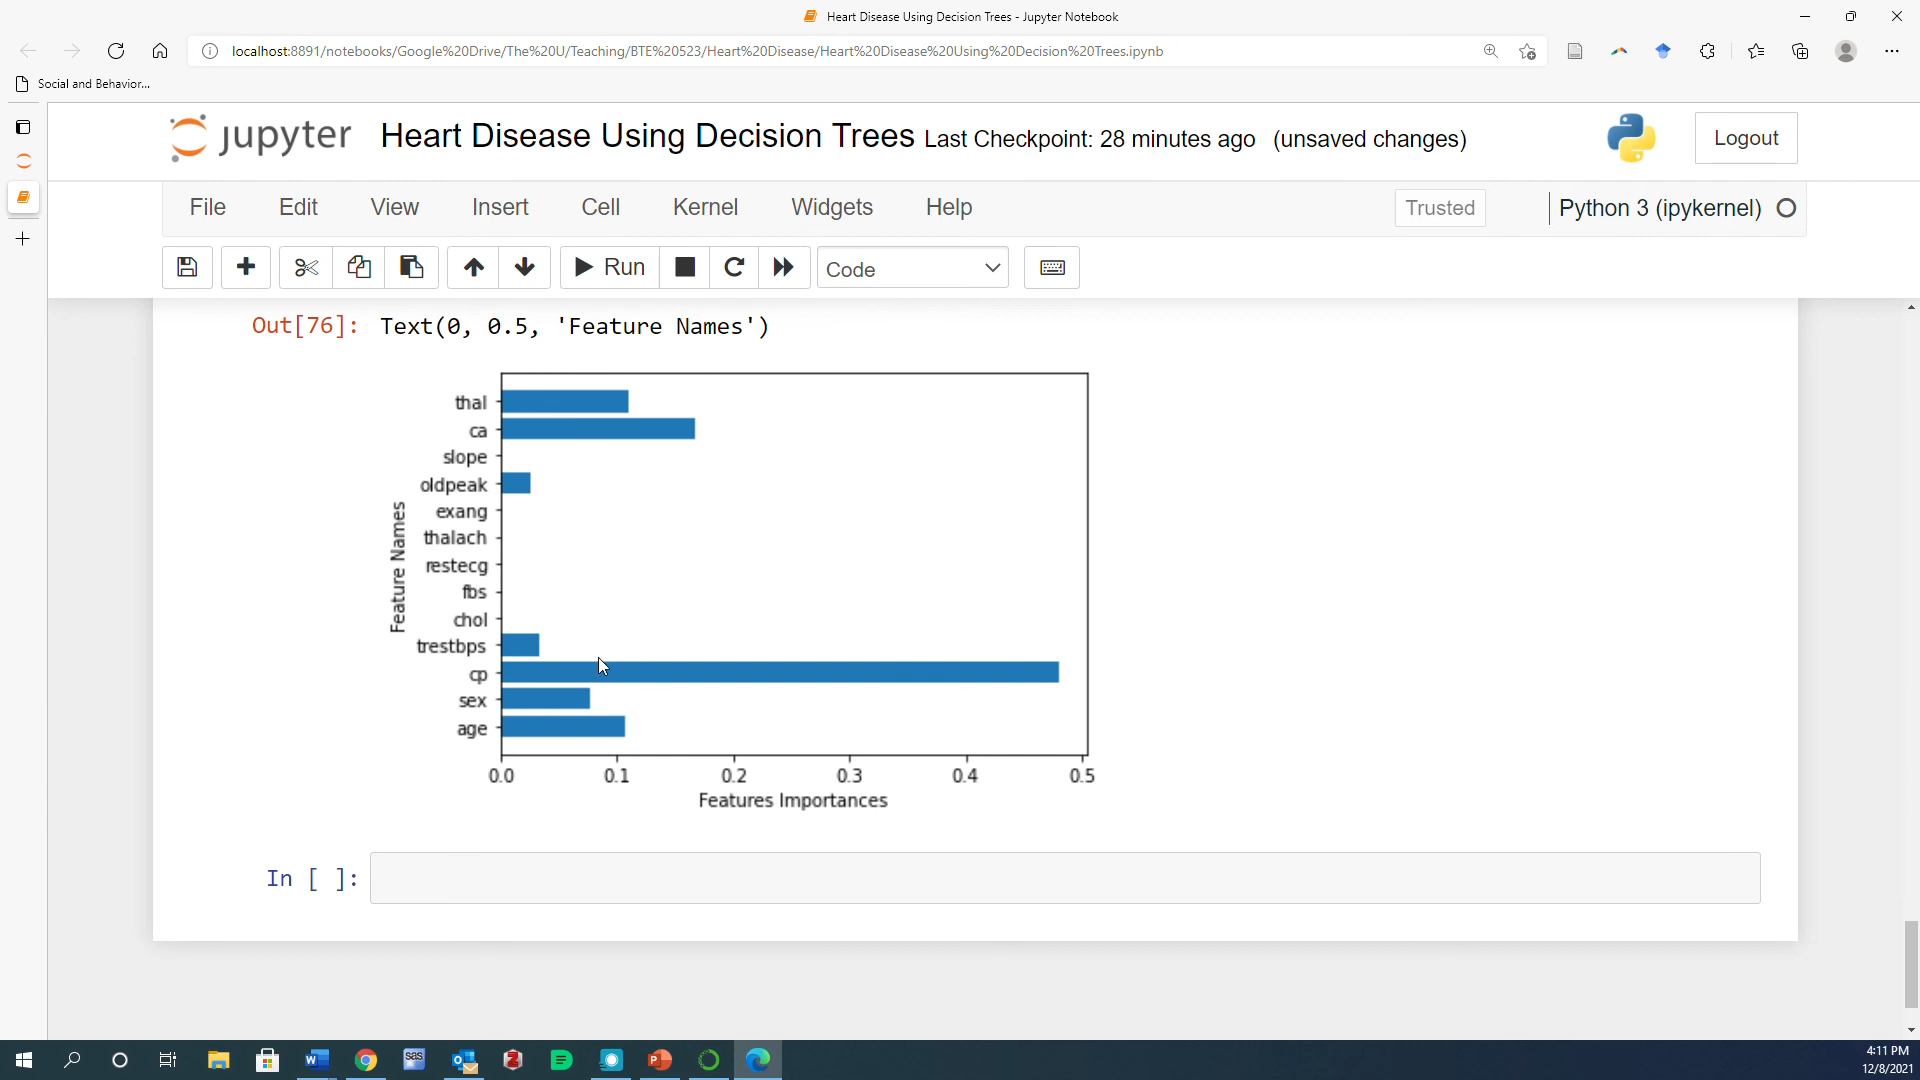 Heart Disease Using Decision Trees - Jupyter Notebook
localhost:8891/notebooks/Google%20Drive/The%20U/Teaching/BTE%20523/Heart%20Disease/Heart%20Disease%20Using%20Decision%20Trees.ipynb
Social and Behavior...
jupyter Heart Disease Using Decision Trees Last Checkpoint: 28 minutes ago (unsaved changes)
Logout
File Edit View Insert Cell Kernel Widgets Help
Trusted
Python 3 (ipykernel)
Run
Code
Out[76]: Text(0, 0.5, 'Feature Names')
Feature Names
thal
ca
slope
oldpeak
exang
thalach
restecg
fbs
chol
trestbps
cp
sex
age
0.0 0.1 0.2 0.3 0.4 0.5
Features Importances
In [ ]:
sas
4:11 PM
12/8/2021